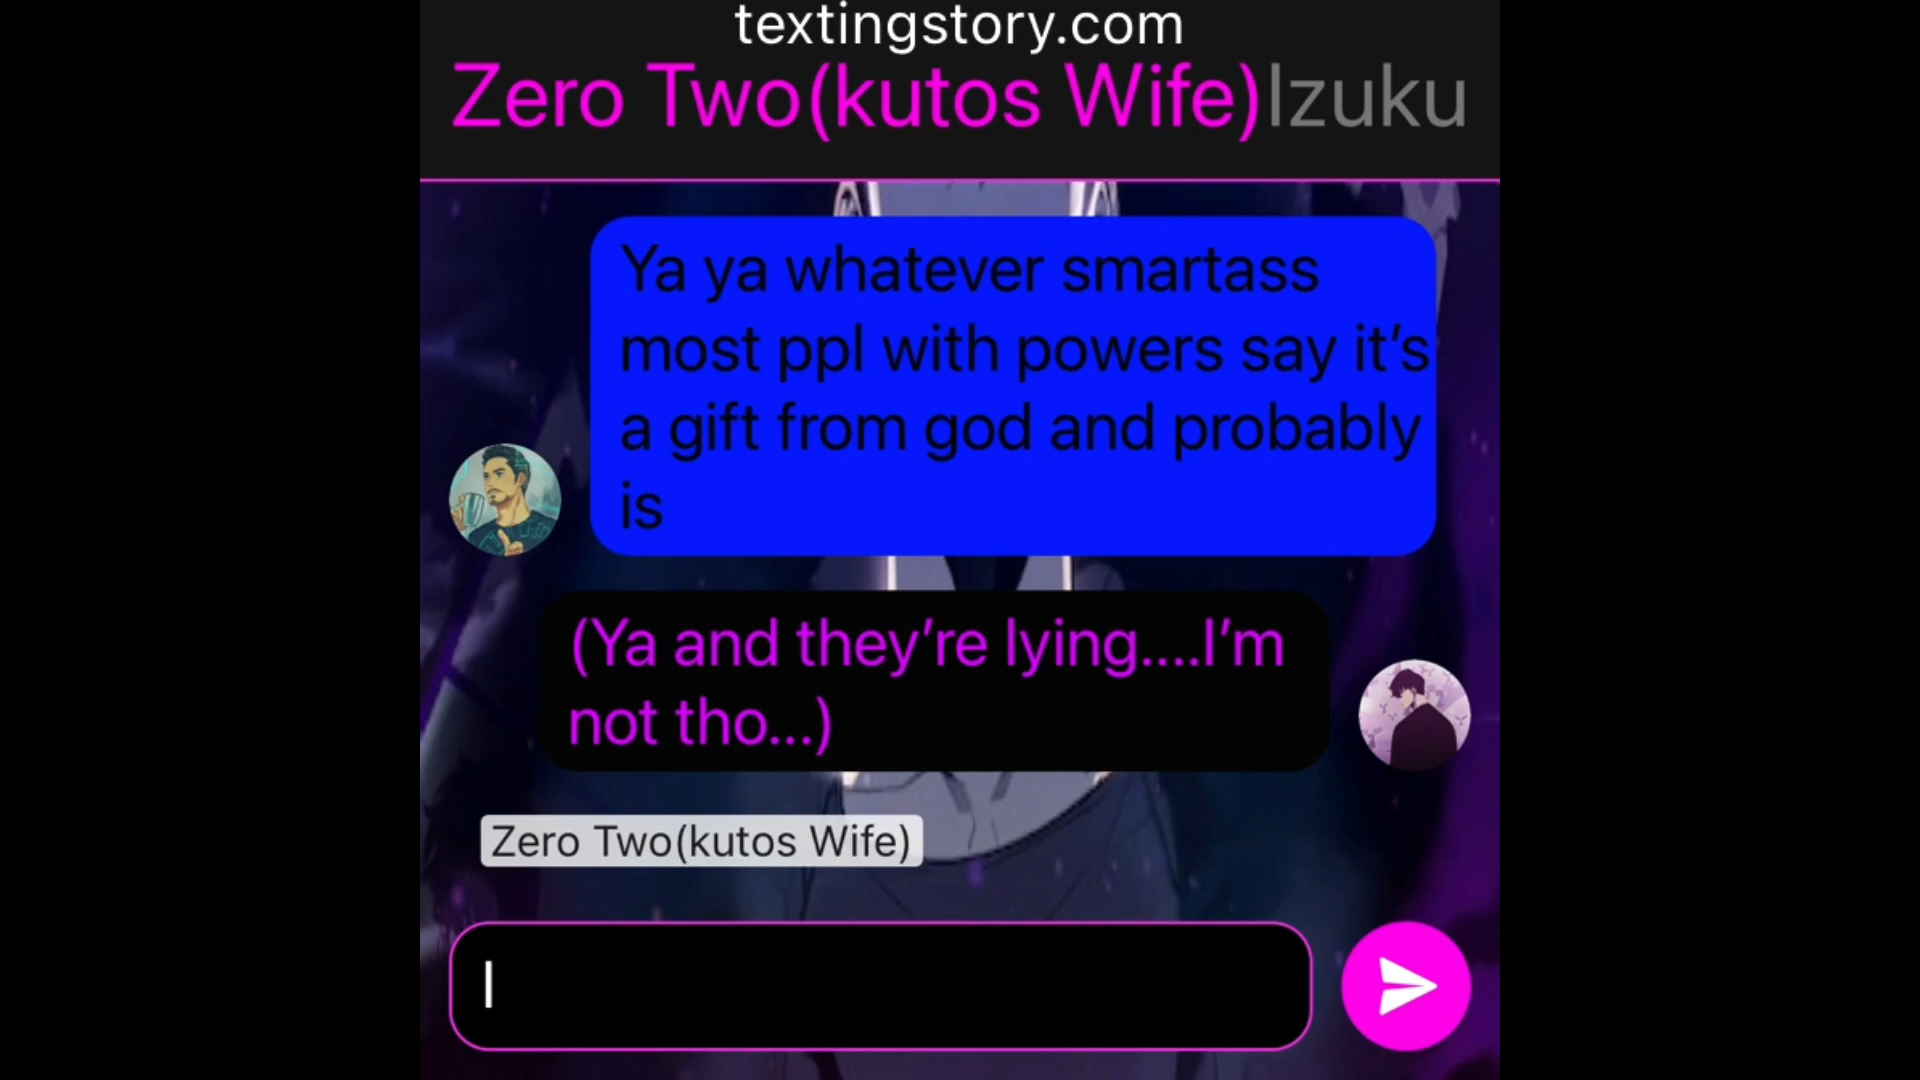 textingstory.com
Zero Two(kutos Wife)Izuku
Ya ya whatever smartass
most ppl with powers say it’s
a gift from god and probably
is
(Ya and they’re lying....I’m
not tho...)
Zero Two(kutos Wife)